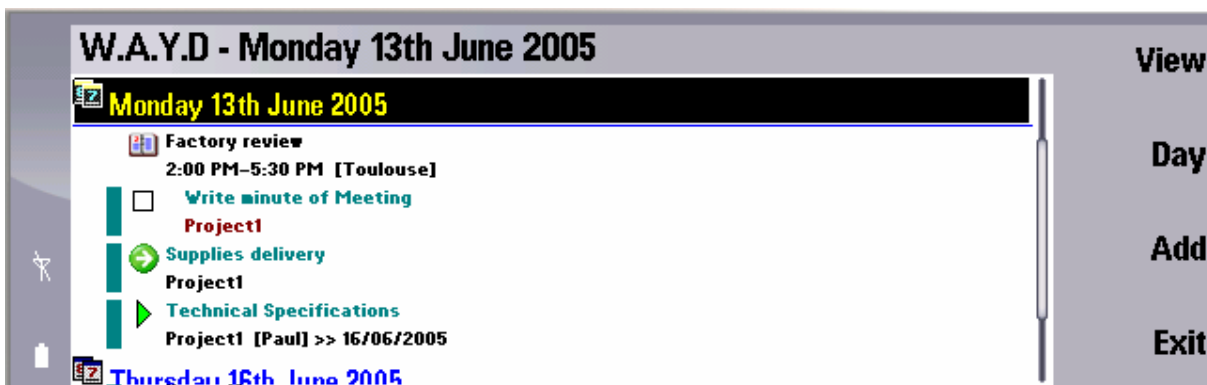 W.A.Y.D - Monday 13th June 2005
View
Monday 13th June 2005
Factory review
2:00 PM-5:30 PM [Toulouse]
Day
Write minute of Meeting
Project1
Supplies delivery
Add
Project1
Technical Specifications
Project1 [Paul] >> 16/06/2005
Exit
Thursday 16th June 2005